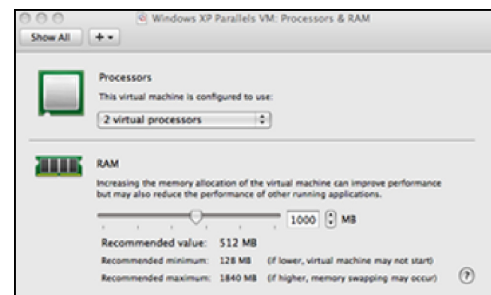 Windows XP Parallels VM: Processors & RAM
Show All
Processors
This virtual machine is configured to use:
2 virtual processors
RAM
Increasing the memory allocation of the virtual machine can improve performance
but may also reduce the performance of other running applications.
1000 MB
Recommended value: 512 MB
Recommended minimum: 128 MB (if lower, virtual machine may not start)
Recommended maximum: 1840 MB (if higher, memory swapping may occur) ?